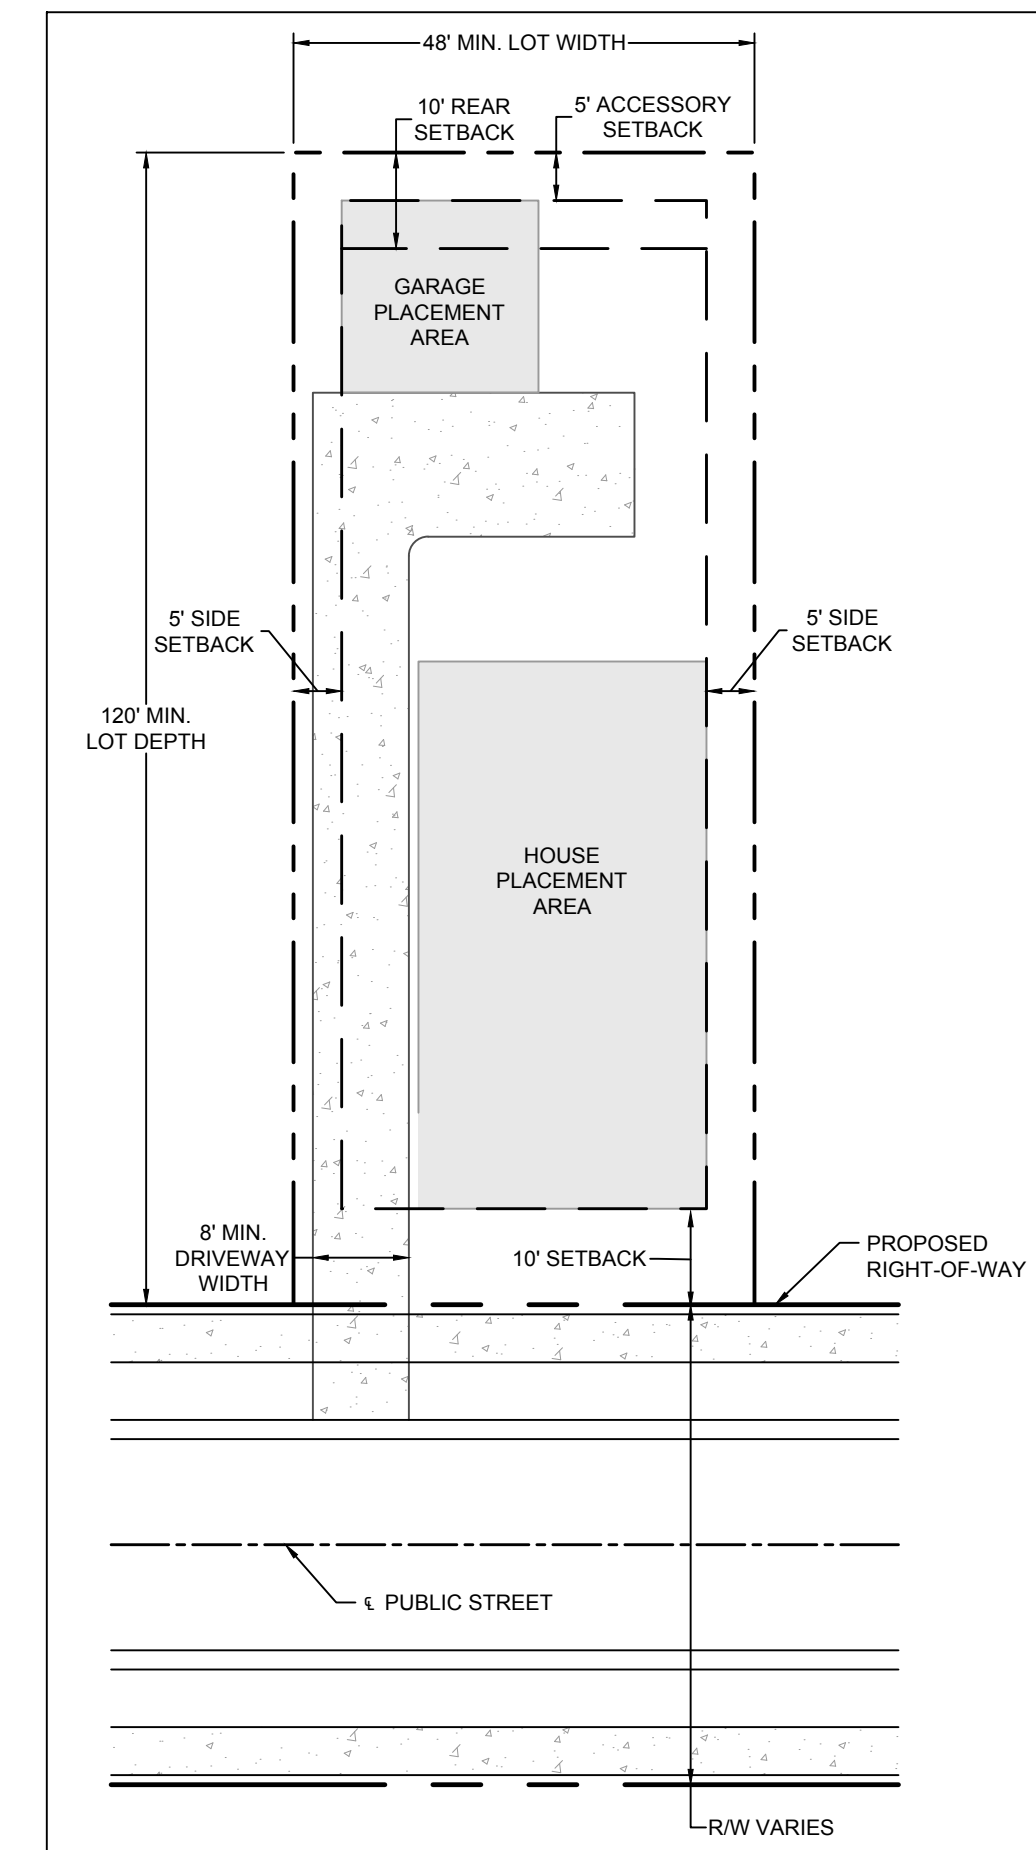 48' MIN. LOT WIDTH
10' REAR
SETBACK
5' ACCESSORY
SETBACK
GARAGE
PLACEMENT
AREA
5' SIDE
SETBACK
5' SIDE
SETBACK
120' MIN.
LOT DEPTH
HOUSE
PLACEMENT
AREA
8' MIN.
DRIVEWAY
WIDTH
10' SETBACK
PROPOSED
RIGHT-OF-WAY
℄ PUBLIC STREET
R/W VARIES